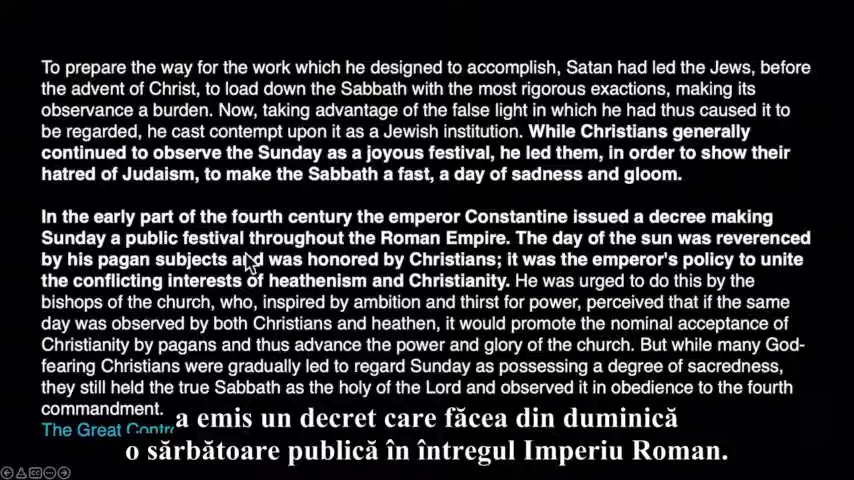 To prepare the way for the work which he designed to accomplish, Satan had led the Jews, before
the advent of Christ, to load down the Sabbath with the most rigorous exactions, making its
observance a burden. Now, taking advantage of the false light in which he had thus caused it to
be regarded, he cast contempt upon it as a Jewish institution. While Christians generally
continued to observe the Sunday as a joyous festival, he led them, in order to show their
hatred of Judaism, to make the Sabbath a fast, a day of sadness and gloom.
In the early part of the fourth century the emperor Constantine issued a decree making
Sunday a public festival throughout the Roman Empire. The day of the sun was reverenced
by his pagan subjects and was honored by Christians; it was the emperor's policy to unite
the conflicting interests of heathenism and Christianity. He was urged to do this by the
bishops of the church, who, inspired by ambition and thirst for power, perceived that if the same
day was observed by both Christians and heathen, it would promote the nominal acceptance of
Christianity by pagans and thus advance the power and glory of the church. But while many God-
fearing Christians were gradually led to regard Sunday as possessing a degree of sacredness,
they still held the true Sabbath as the holy of the Lord and observed it in obedience to the fourth
commandment.
The Great
a emis un decret care făcea din duminică
o sărbătoare publică în întregul Imperiu Roman.